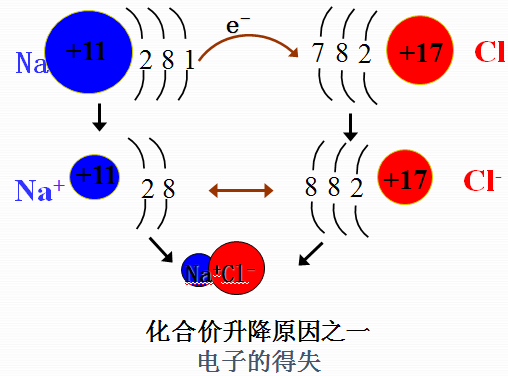 e⁻
Na +11 2 8 1 7 8 2 +17 Cl
Na⁺ +11 2 8 8 8 2 +17 Cl⁻
Na⁺Cl⁻
化合价升降原因之一
电子的得失